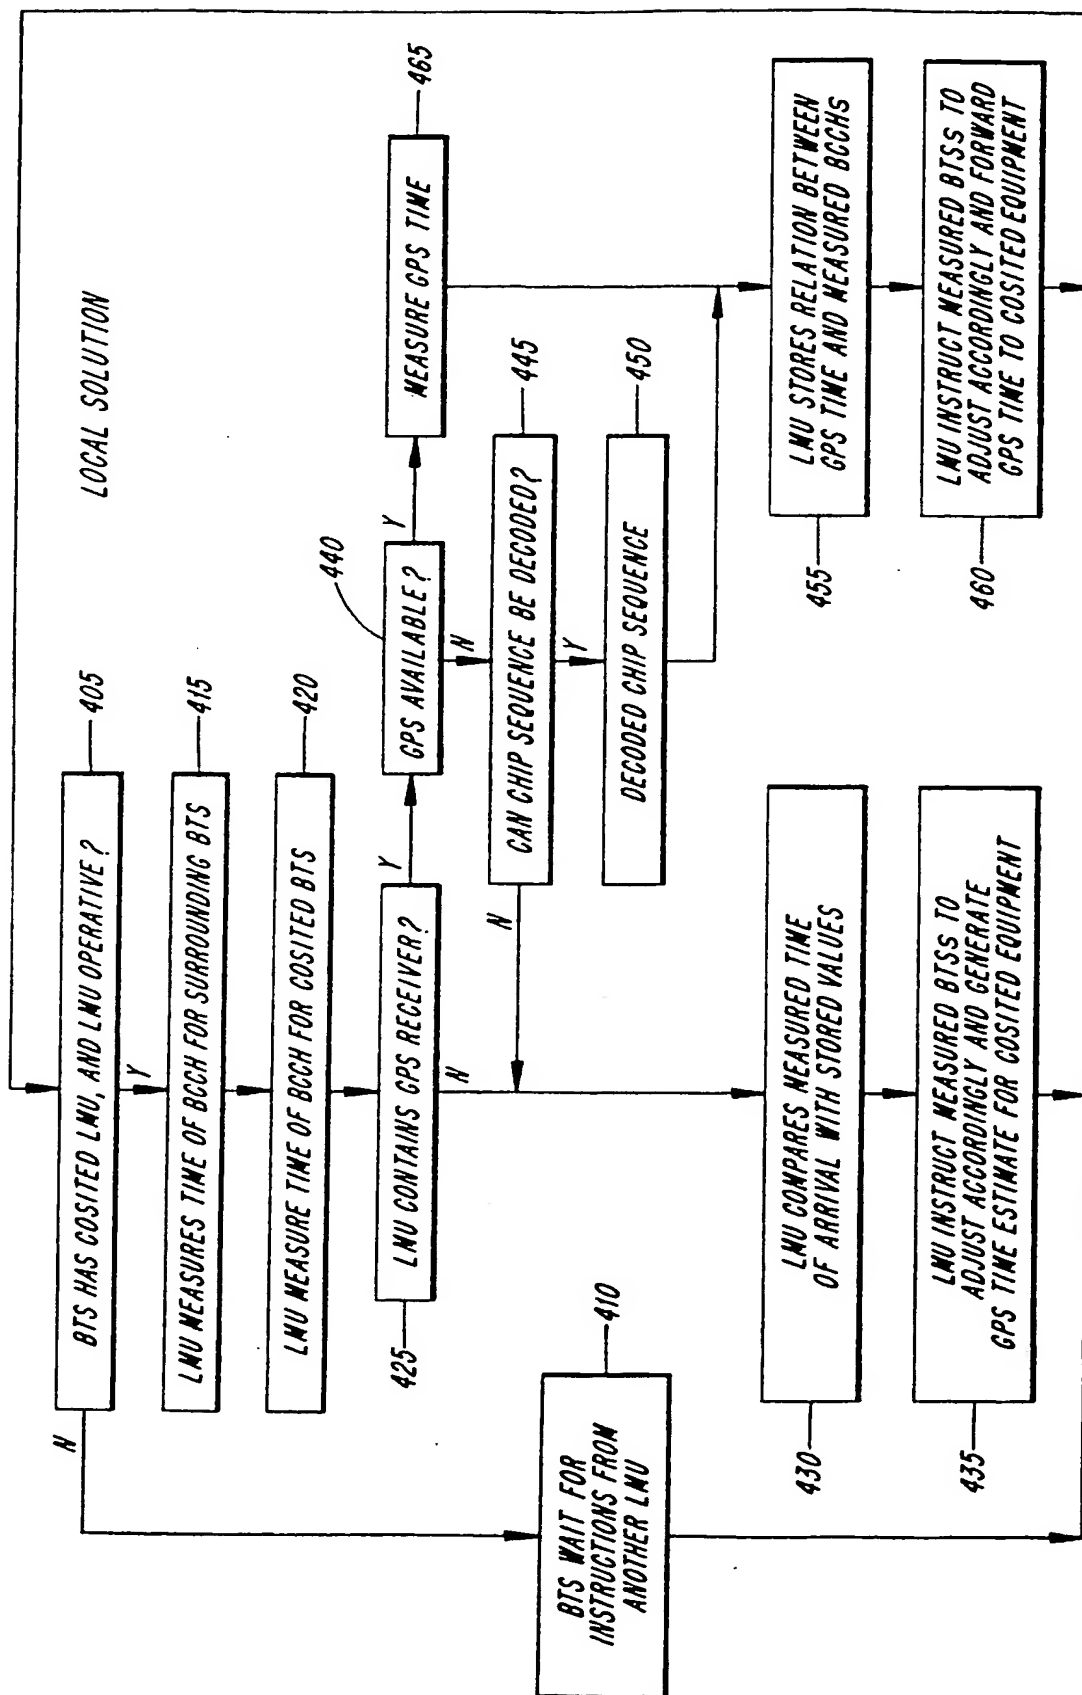 LOCAL SOLUTION
BTS HAS COSITED LMU, AND LMU OPERATIVE?
405
N
Y
LMU MEASURES TIME OF BCCH FOR SURROUNDING BTS
415
LMU MEASURE TIME OF BCCH FOR COSITED BTS
420
LMU CONTAINS GPS RECEIVER?
425
Y
N
GPS AVAILABLE?
440
Y
N
MEASURE GPS TIME
465
CAN CHIP SEQUENCE BE DECODED?
445
N
Y
DECODED CHIP SEQUENCE
450
BTS WAIT FOR
INSTRUCTIONS FROM
ANOTHER LMU
410
LMU COMPARES MEASURED TIME
OF ARRIVAL WITH STORED VALUES
430
LMU STORES RELATION BETWEEN
GPS TIME AND MEASURED BCCHS
455
LMU INSTRUCT MEASURED BTSs TO
ADJUST ACCORDINGLY AND GENERATE
GPS TIME ESTIMATE FOR COSITED EQUIPMENT
435
LMU INSTRUCT MEASURED BTSs TO
ADJUST ACCORDINGLY AND FORWARD
GPS TIME TO COSITED EQUIPMENT
460